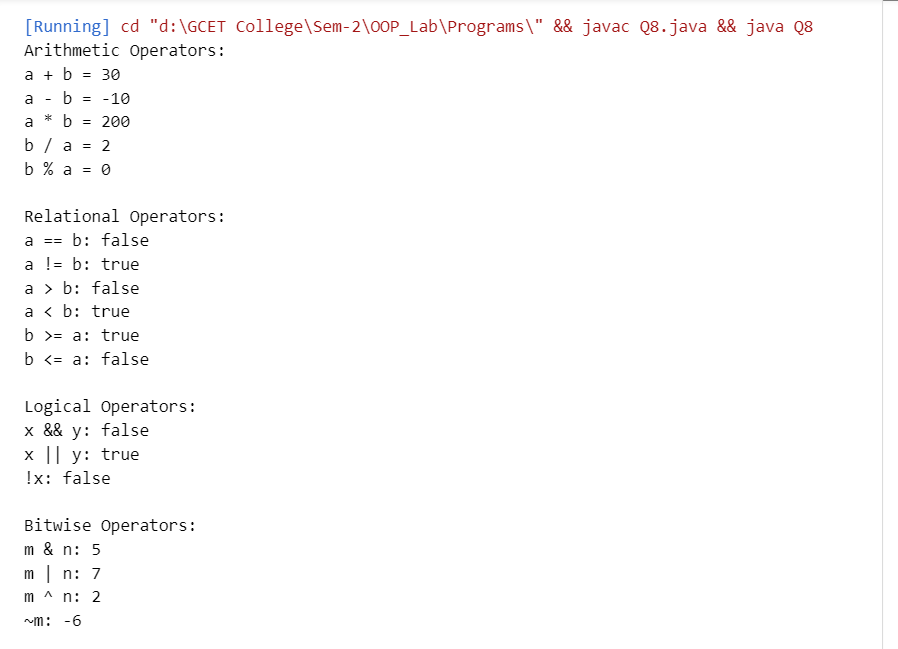 [Running] cd "d:\GCET College\Sem-2\OOP_Lab\Programs\" && javac Q8.java && java Q8
Arithmetic Operators:
a + b = 30
a - b = -10
a * b = 200
b / a = 2
b % a = 0

Relational Operators:
a == b: false
a != b: true
a > b: false
a < b: true
b >= a: true
b <= a: false

Logical Operators:
x && y: false
x || y: true
!x: false

Bitwise Operators:
m & n: 5
m | n: 7
m ^ n: 2
~m: -6